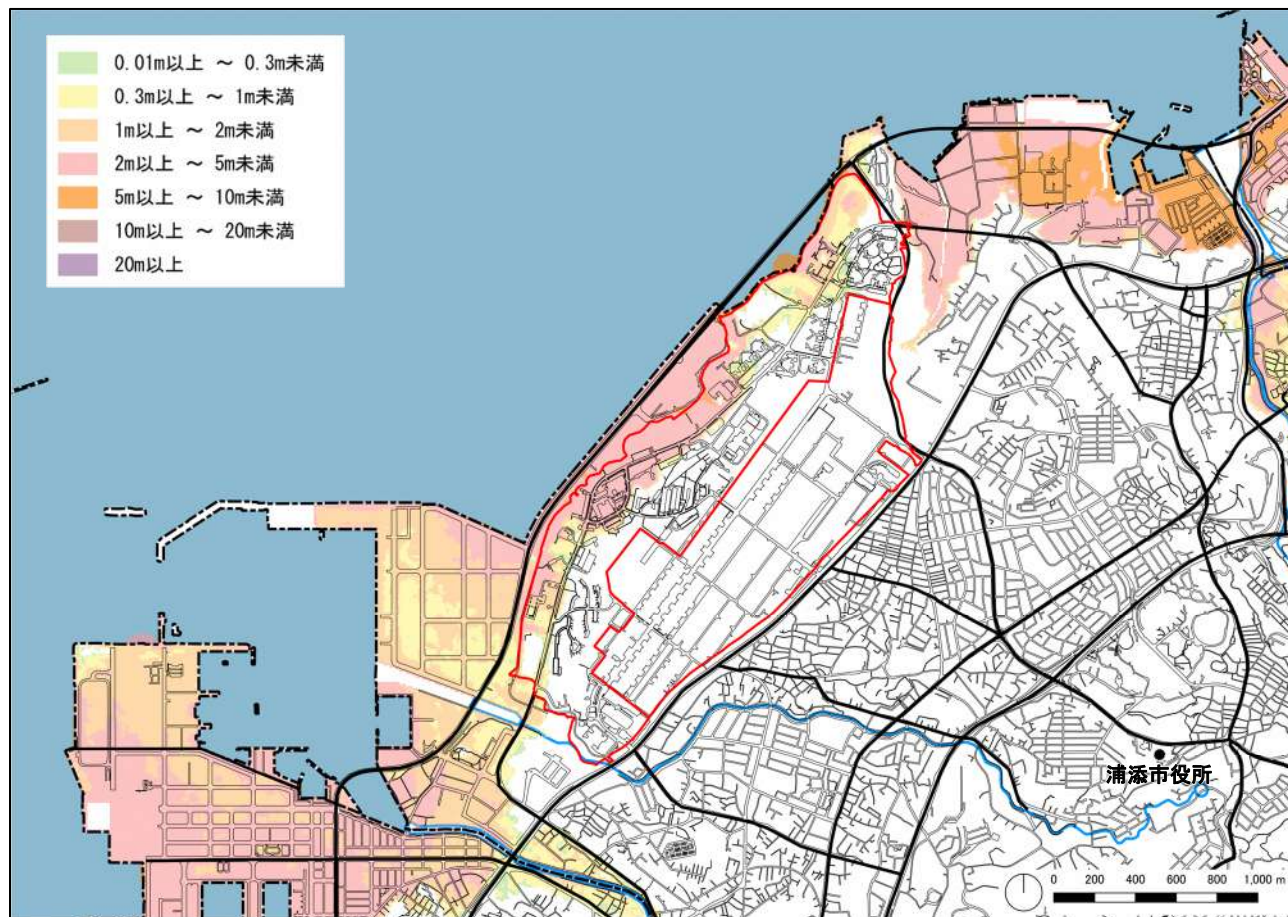 0.01m以上 ～ 0.3m未満
0.3m以上 ～ 1m未満
1m以上 ～ 2m未満
2m以上 ～ 5m未満
5m以上 ～ 10m未満
10m以上 ～ 20m未満
20m以上
浦添市役所
0 200 400 600 800 1,000 m